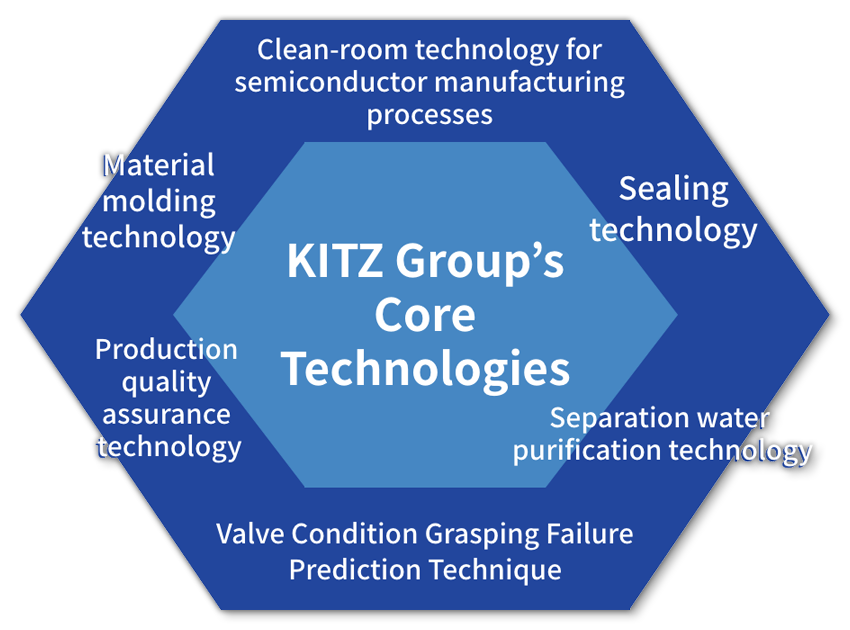 Clean-room technology for
semiconductor manufacturing
processes
Material
molding
technology
Sealing
technology
KITZ Group’s
Core
Technologies
Production
quality
assurance
technology
Separation water
purification technology
Valve Condition Grasping Failure
Prediction Technique